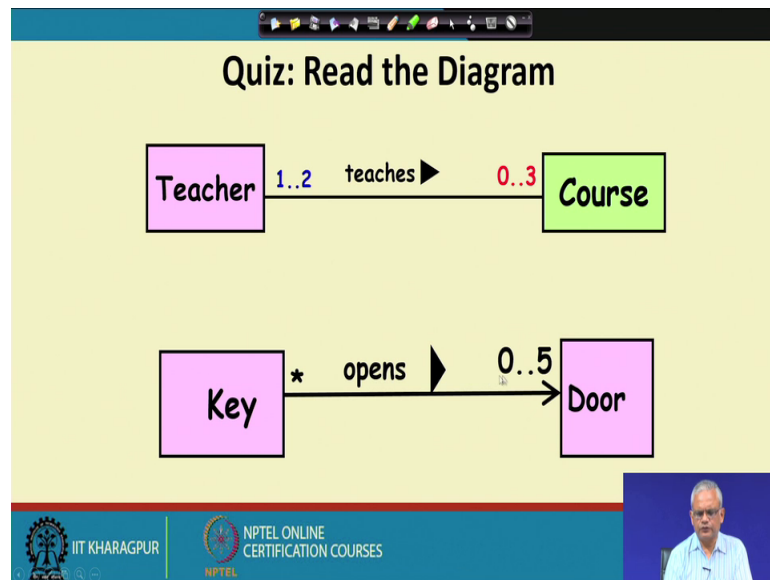 Quiz: Read the Diagram
Teacher 1..2 teaches 0..3 Course
Key * opens 0..5 Door
IIT KHARAGPUR
NPTEL
NPTEL ONLINE
CERTIFICATION COURSES